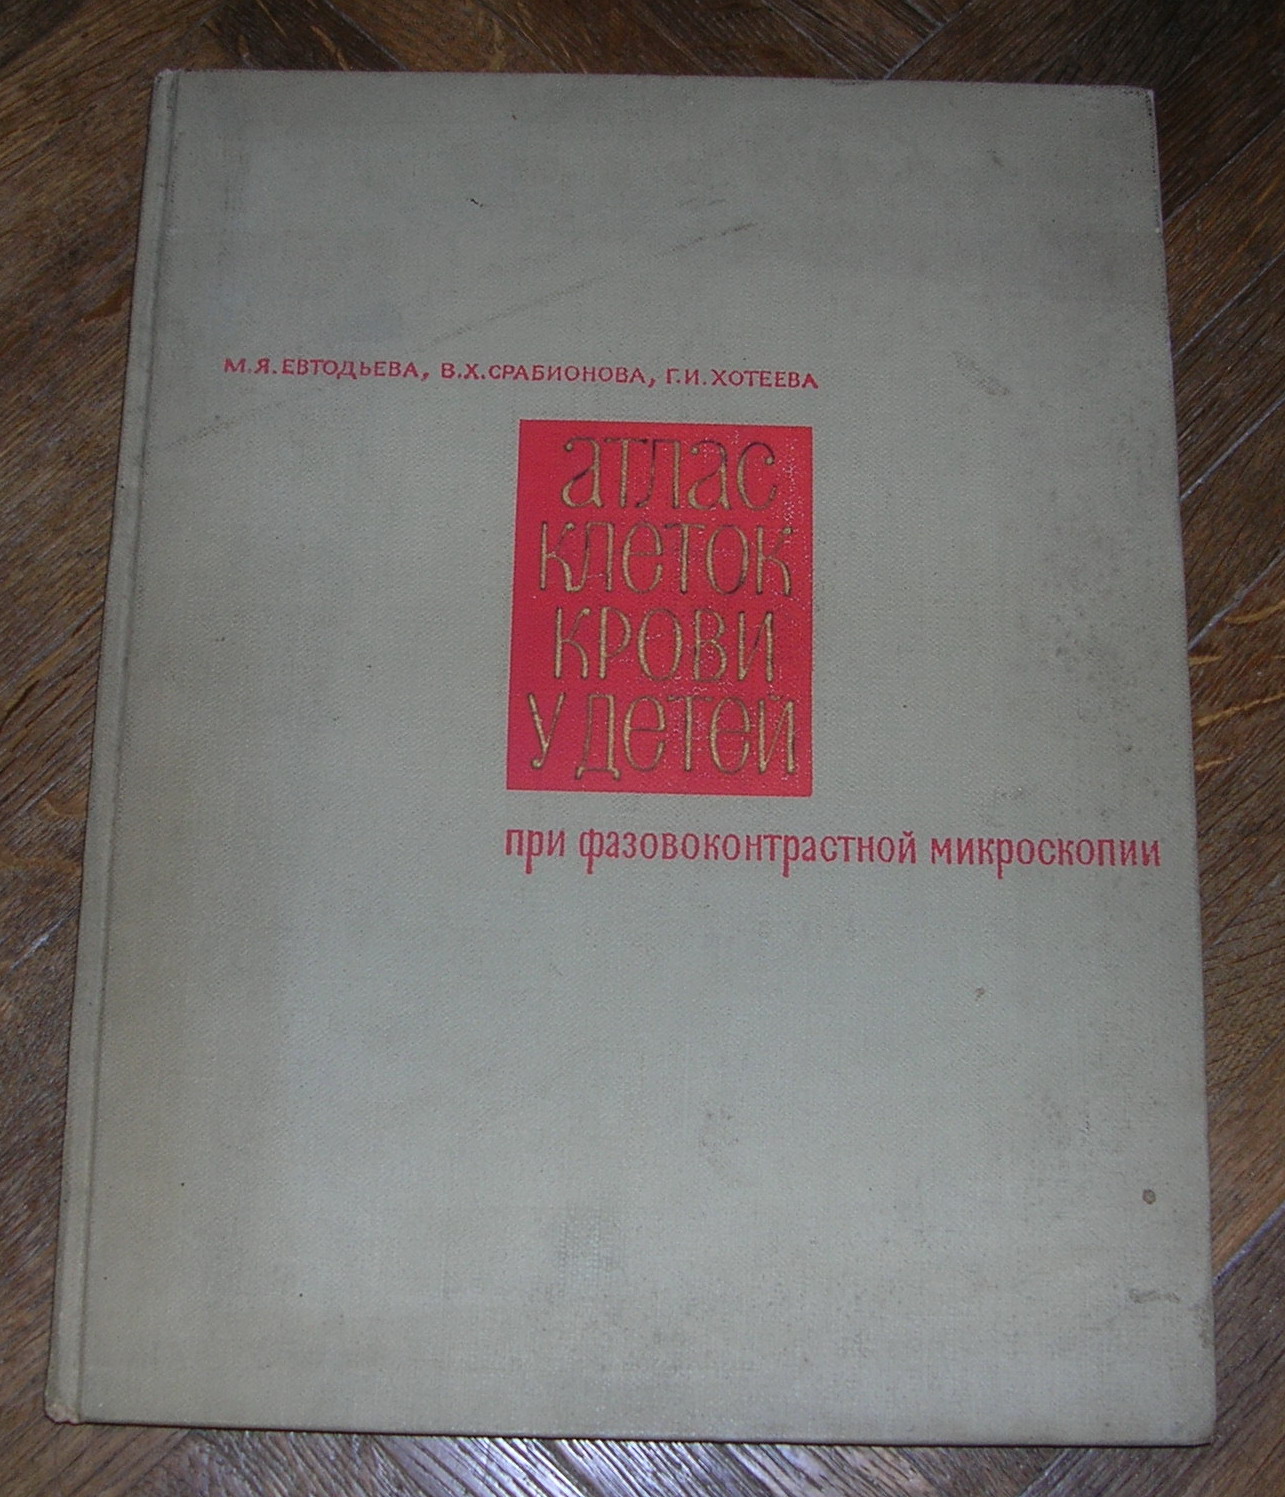 М.Я.ЕВТОДЬЕВА, В.Х.СРАБИОНОВА, Г.И.ХОТЕЕВА
атлас
клеток
крови
у детей
при фазовоконтрастной микроскопии